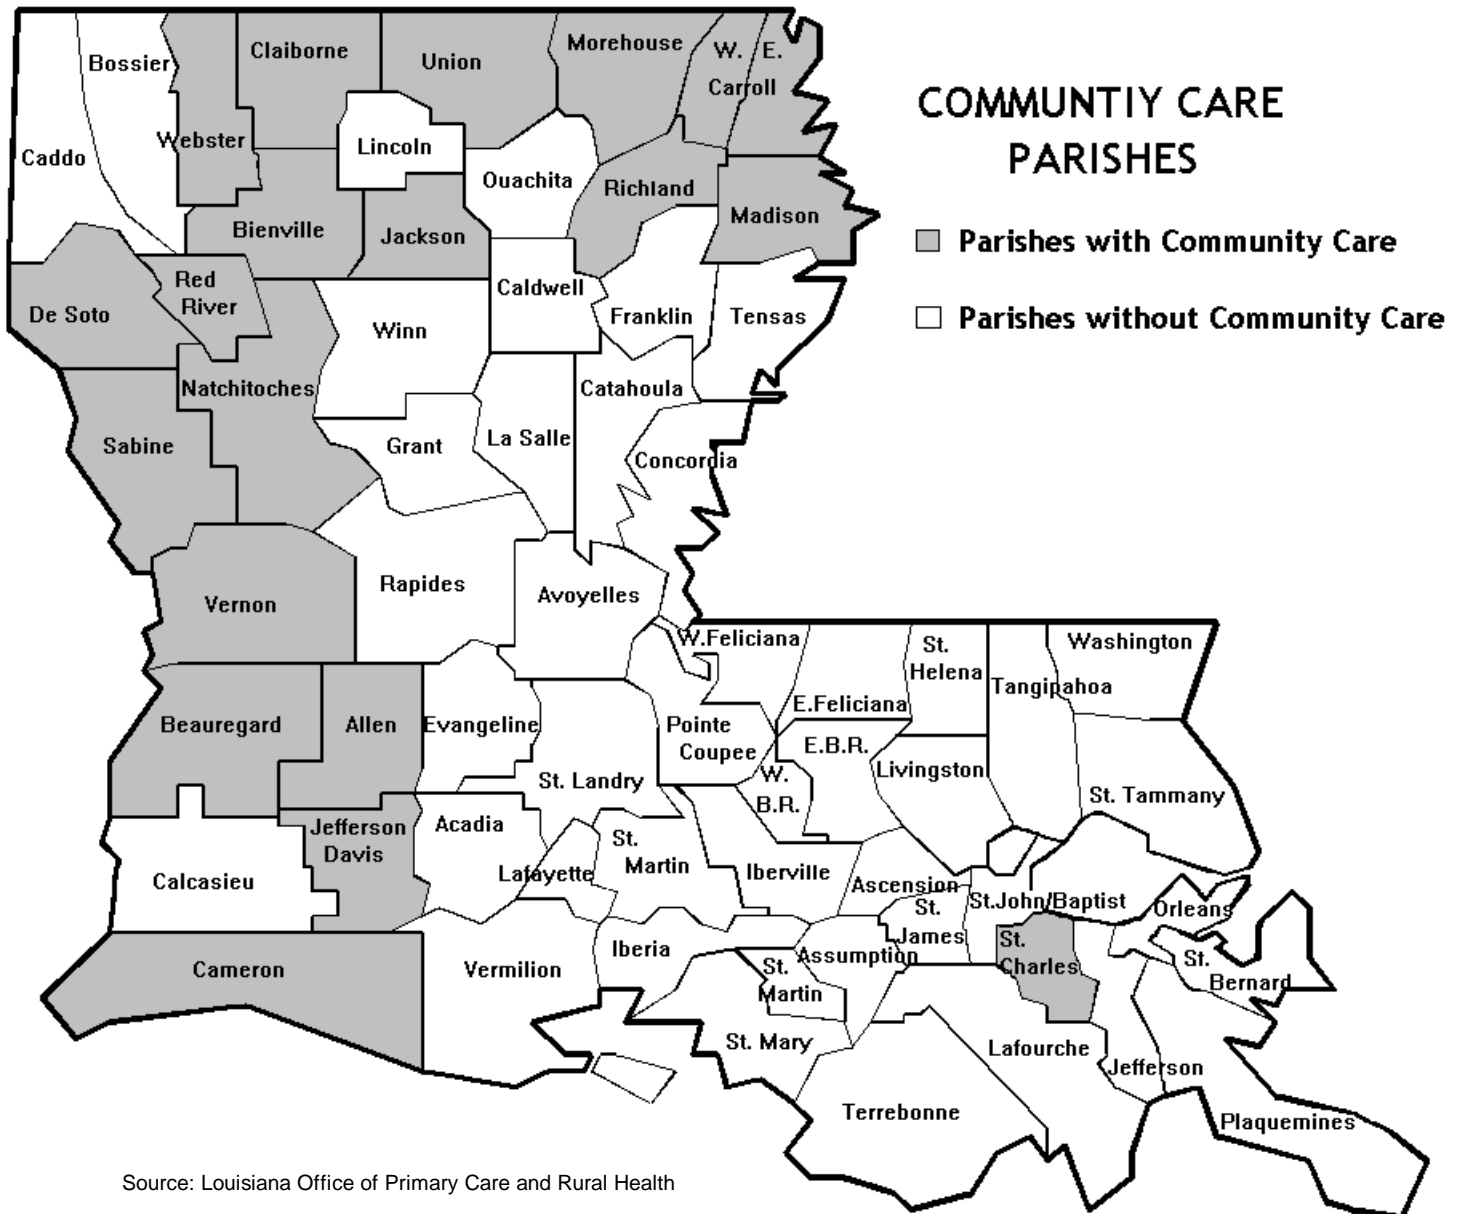 COMMUNTIY CARE
PARISHES
Parishes with Community Care
Parishes without Community Care
Caddo
Bossier
Webster
Claiborne
Union
Morehouse
W. E.
Carroll
Lincoln
Ouachita
Richland
Madison
Bienville
Jackson
Red
River
De Soto
Caldwell
Franklin
Tensas
Winn
Natchitoches
Catahoula
Sabine
Grant
La Salle
Concordia
Vernon
Rapides
Avoyelles
W.Feliciana
St.
Helena
Washington
Tangipahoa
E.Feliciana
Beauregard
Allen
Evangeline
Pointe
Coupee
E.B.R.
W.
B.R.
Livingston
St. Landry
St. Tammany
Jefferson
Davis
Acadia
Lafayette
St.
Martin
Iberville
Calcasieu
Ascension
St.John/Baptist
Orleans
St.
James
St.
Charles
St.
Bernard
Cameron
Vermilion
Iberia
Assumption
St.
Martin
St. Mary
Lafourche
Jefferson
Terrebonne
Plaquemines
Source: Louisiana Office of Primary Care and Rural Health